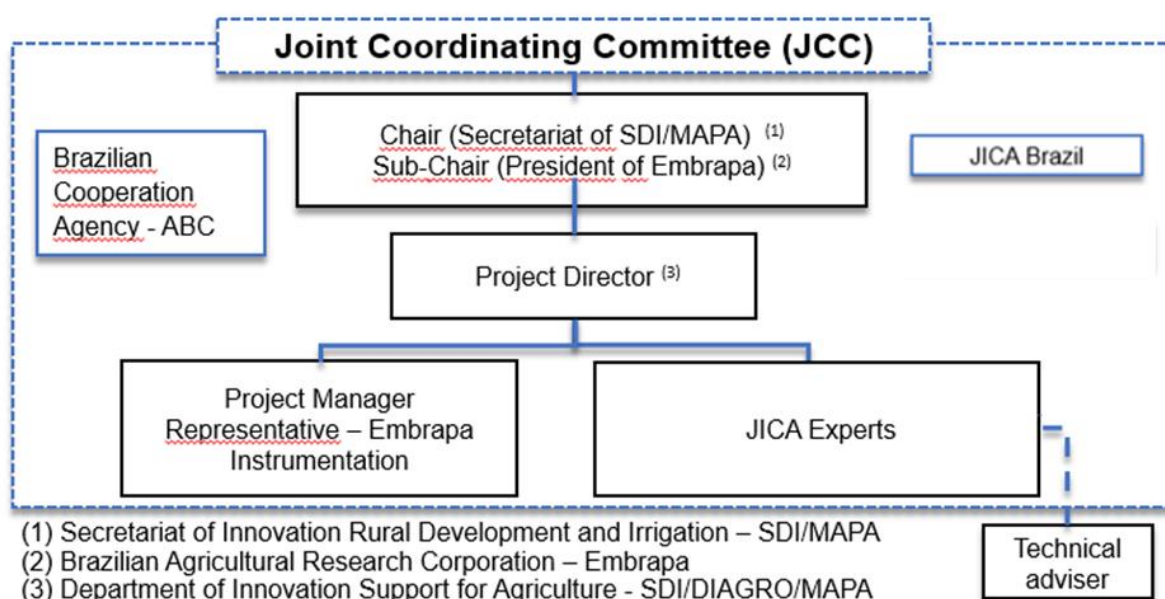 Joint Coordinating Committee (JCC)
Chair (Secretariat of SDI/MAPA) (1)
Sub-Chair (President of Embrapa) (2)
Brazilian
Cooperation
Agency - ABC
JICA Brazil
Project Director (3)
Project Manager
Representative – Embrapa
Instrumentation
JICA Experts
(1) Secretariat of Innovation Rural Development and Irrigation – SDI/MAPA
(2) Brazilian Agricultural Research Corporation – Embrapa
(3) Department of Innovation Support for Agriculture - SDI/DIAGRO/MAPA
Technical
adviser